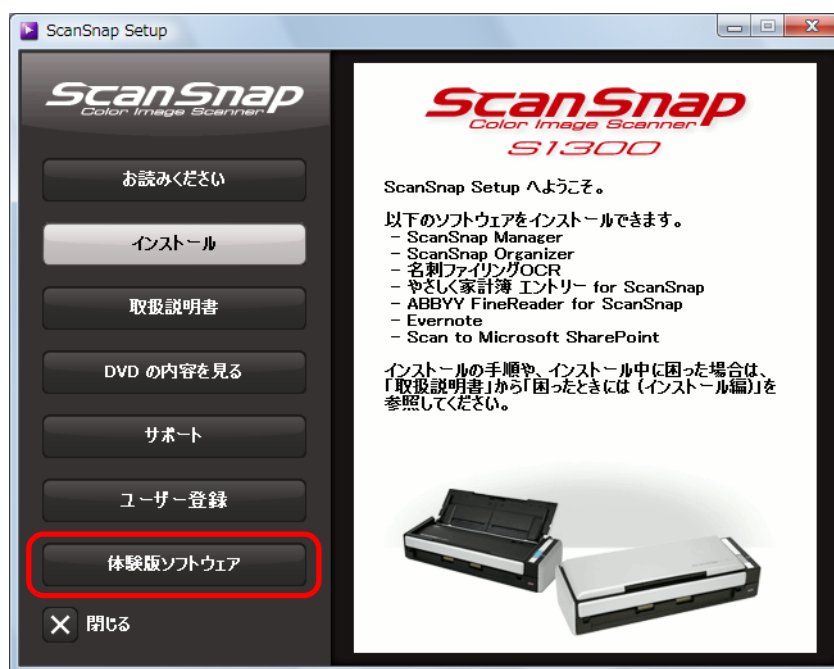 ScanSnap Setup
ScanSnap
Color Image Scanner
お読みください
インストール
取扱説明書
DVD の内容を見る
サポート
ユーザー登録
体験版ソフトウェア
閉じる
ScanSnap
Color Image Scanner
S1300
ScanSnap Setup へようこそ。
以下のソフトウェアをインストールできます。
- ScanSnap Manager
- ScanSnap Organizer
- 名刺ファイリングOCR
- やさしく家計簿 エントリー for ScanSnap
- ABBYY FineReader for ScanSnap
- Evernote
- Scan to Microsoft SharePoint
インストールの手順や、インストール中に困った場合は、
「取扱説明書」から「困ったときには（インストール編）」を
参照してください。